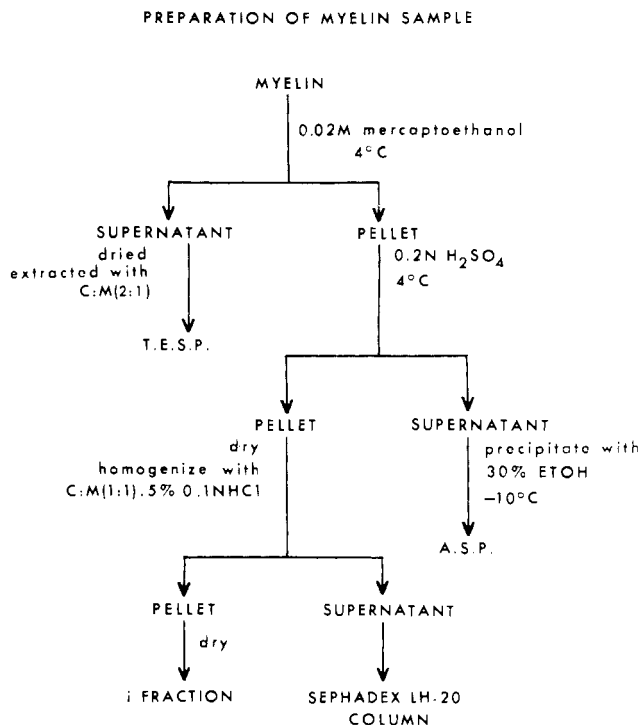 PREPARATION OF MYELIN SAMPLE
MYELIN
0.02M mercaptoethanol
4°C
SUPERNATANT
dried
extracted with
C:M(2:1)
T.E.S.P.
PELLET
0.2N H₂SO₄
4°C
PELLET
dry
homogenize with
C:M(1:1).5% 0.1NHCl
SUPERNATANT
precipitate with
30% ETOH
–10°C
A.S.P.
PELLET
dry
i FRACTION
SUPERNATANT
SEPHADEX LH-20
COLUMN